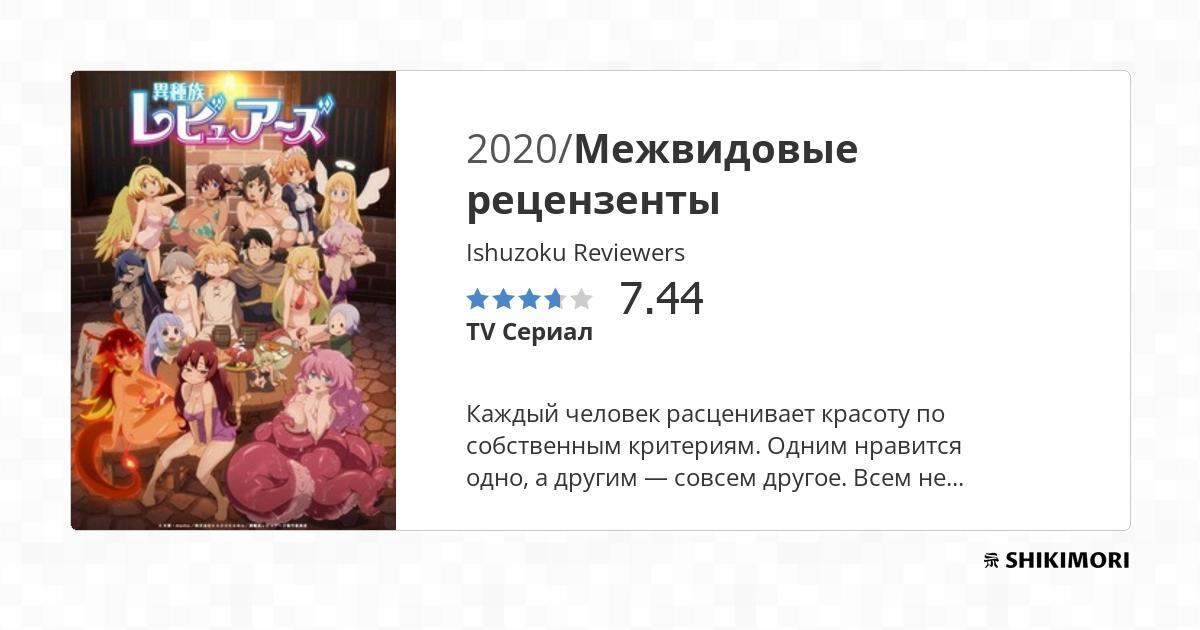 異種族
レビュアーズ
2020/Межвидовые
рецензенты
Ishuzoku Reviewers
7.44
TV Сериал
Каждый человек расценивает красоту по
собственным критериям. Одним нравится
одно, а другим — совсем другое. Всем не...
SHIKIMORI